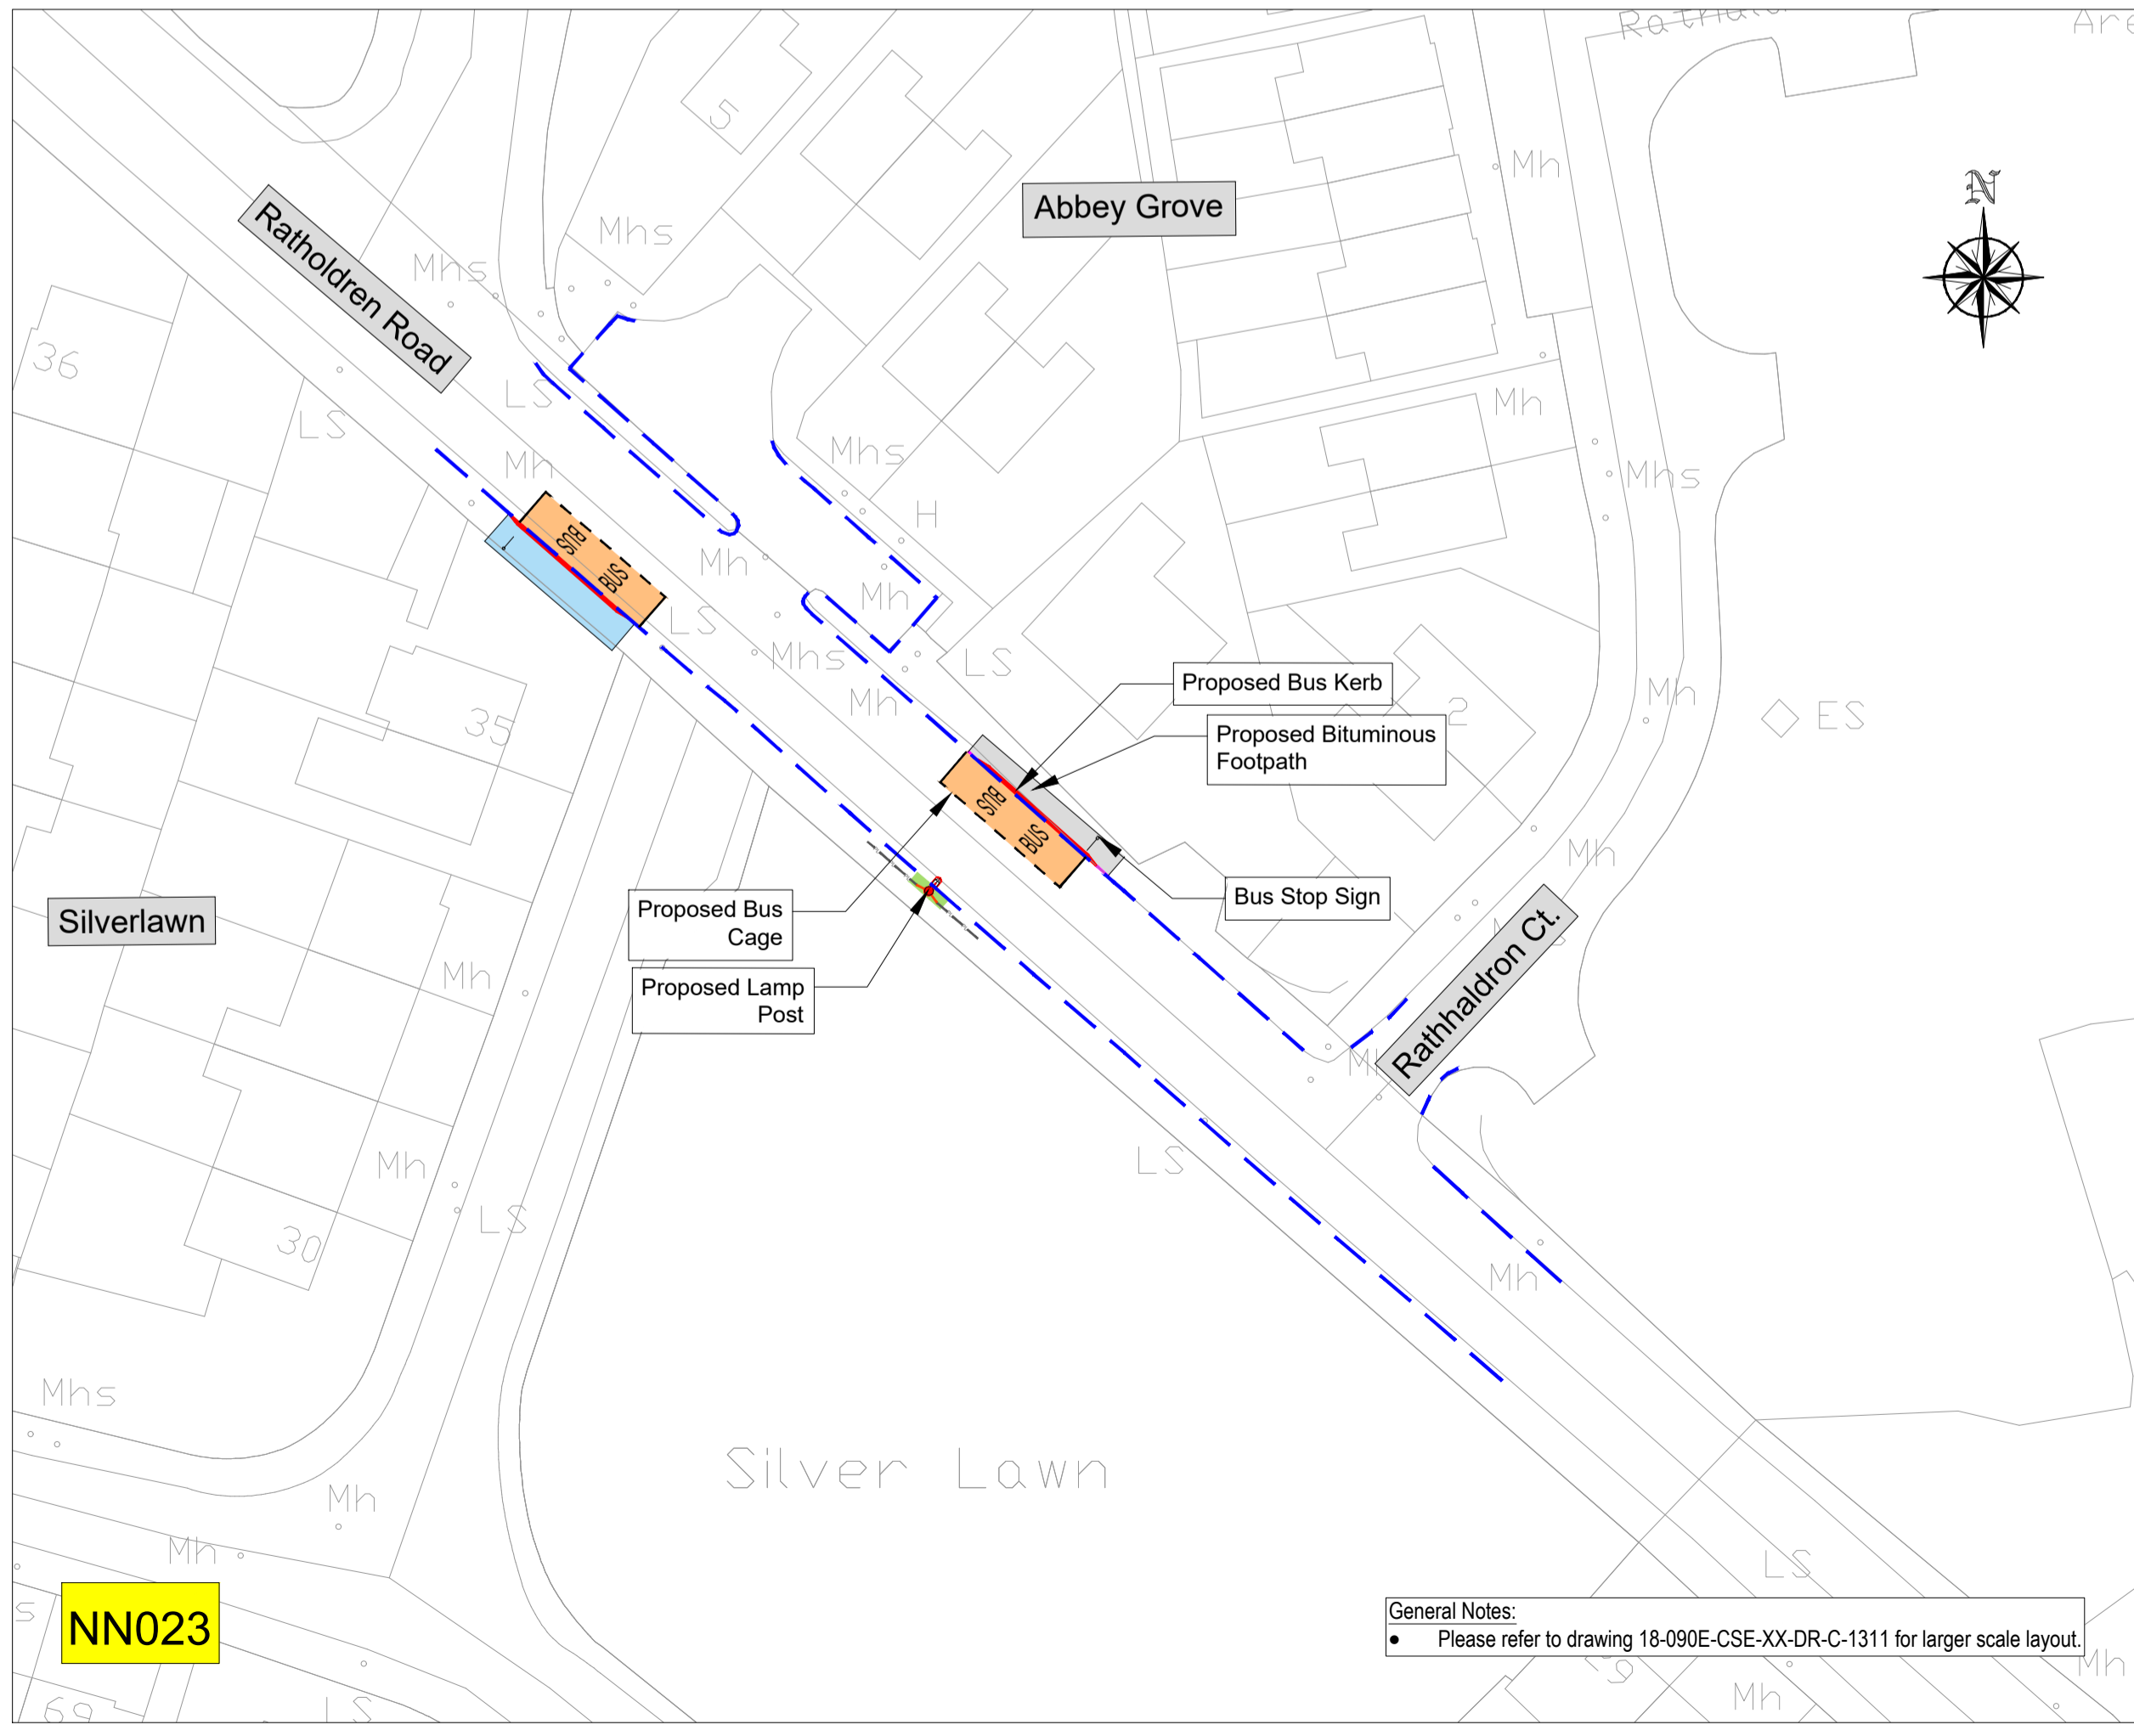 Are
5
Mh
N
Abbey Grove
Ratholdren Road
Mhs
Mhs
36
LS
LS
Mh
Mhs
Mh
Mhs
H
BUS
BUS
Mh
Mh
LS
Mhs
LS
Mh
Mh
ES
35
2
Proposed Bus Kerb
Proposed Bituminous
Footpath
BUS
BUS
Mh
Bus Stop Sign
Proposed Bus
Cage
Silverlawn
Rathhaldron Ct.
Mh
Proposed Lamp
Post
LS
Mh
LS
30
Mh
Mhs
Silver Lawn
Mh
Mh
LS
NN023
General Notes:
• Please refer to drawing 18-090E-CSE-XX-DR-C-1311 for larger scale layout.
Mh
Mh
69
LS